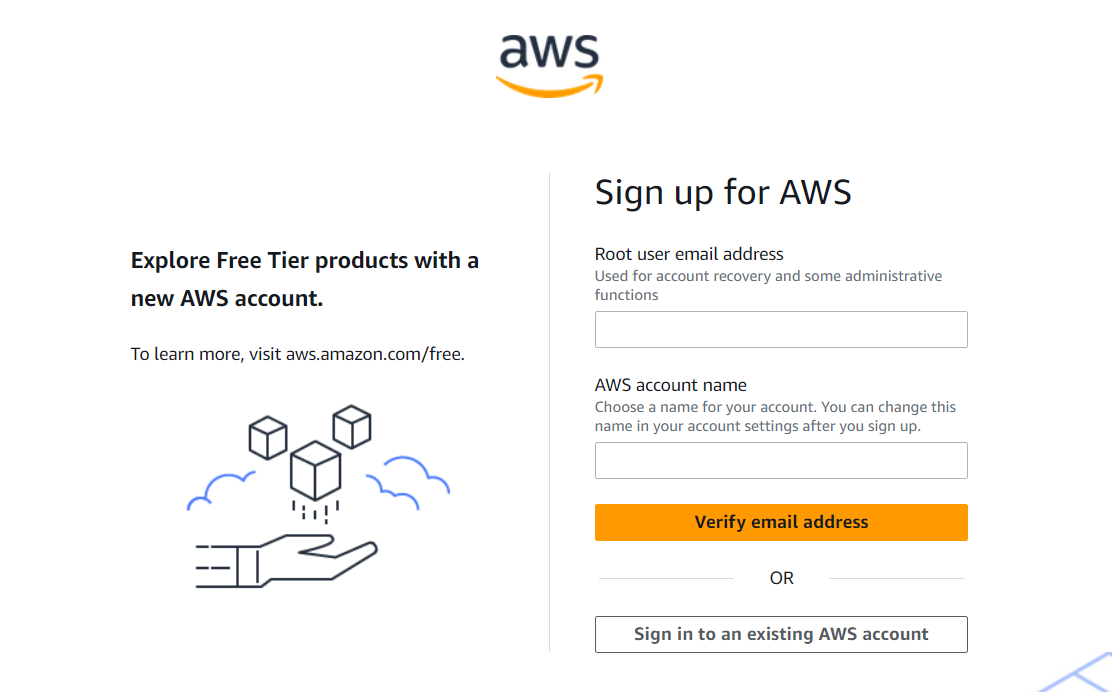 aws
Explore Free Tier products with a
new AWS account.
To learn more, visit aws.amazon.com/free.
Sign up for AWS
Root user email address
Used for account recovery and some administrative
functions
AWS account name
Choose a name for your account. You can change this
name in your account settings after you sign up.
Verify email address
OR
Sign in to an existing AWS account